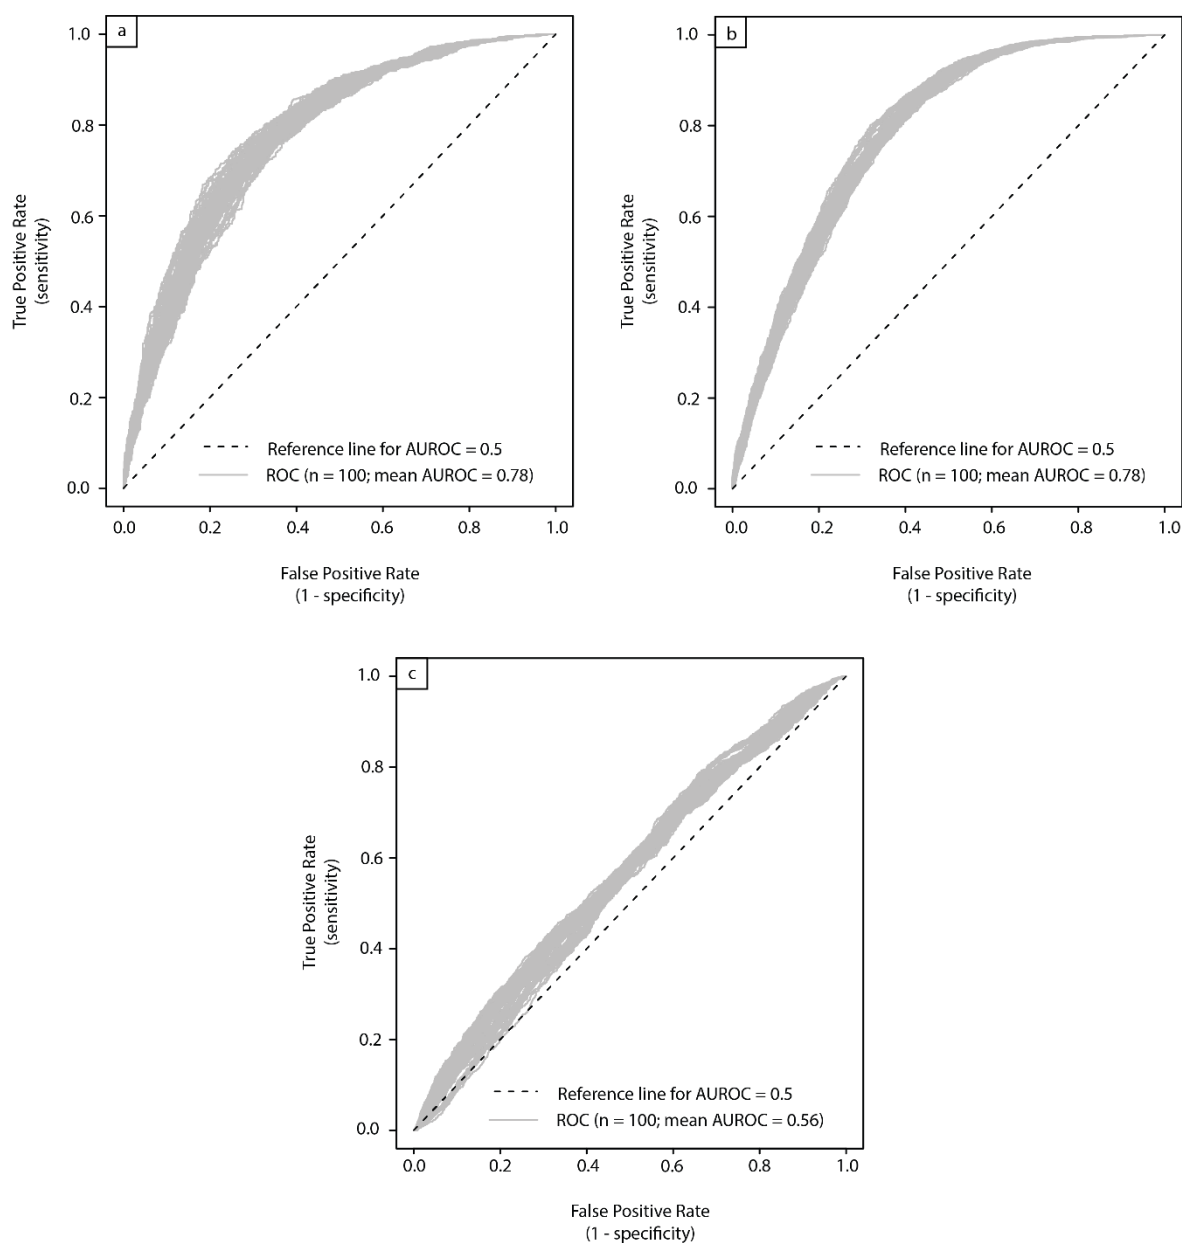 a
1.0
0.8
0.6
0.4
0.2
0.0
True Positive Rate
(sensitivity)
Reference line for AUROC = 0.5
ROC (n = 100; mean AUROC = 0.78)
0.0 0.2 0.4 0.6 0.8 1.0
False Positive Rate
(1 - specificity)
b
1.0
0.8
0.6
0.4
0.2
0.0
True Positive Rate
(sensitivity)
Reference line for AUROC = 0.5
ROC (n = 100; mean AUROC = 0.78)
0.0 0.2 0.4 0.6 0.8 1.0
False Positive Rate
(1 - specificity)
c
1.0
0.8
0.6
0.4
0.2
0.0
True Positive Rate
(sensitivity)
Reference line for AUROC = 0.5
ROC (n = 100; mean AUROC = 0.56)
0.0 0.2 0.4 0.6 0.8 1.0
False Positive Rate
(1 - specificity)